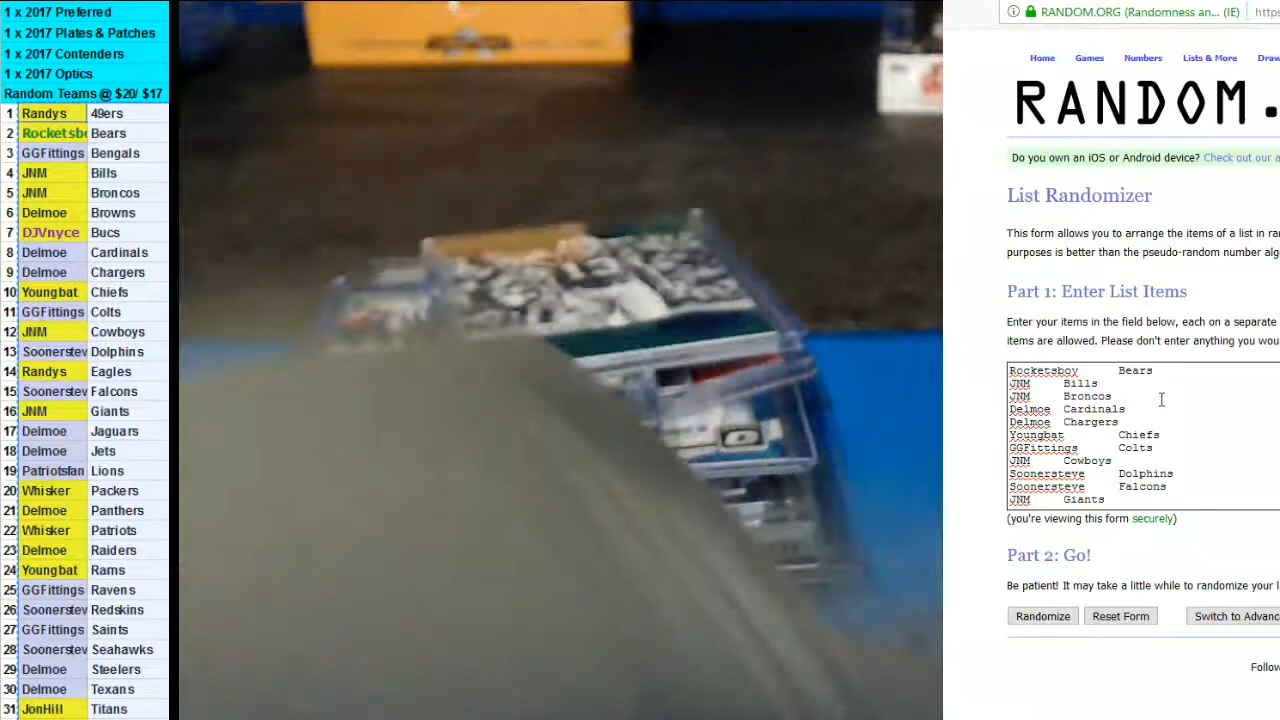 1 x 2017 Preferred
1 x 2017 Plates & Patches
1 x 2017 Contenders
1 x 2017 Optics
Random Teams @ $20/ $17
1 Randys 49ers
2 Rocketsbo Bears
3 GGFittings Bengals
4 JNM Bills
5 JNM Broncos
6 Delmoe Browns
7 DJVnyce Bucs
8 Delmoe Cardinals
9 Delmoe Chargers
10 Youngbat Chiefs
11 GGFittings Colts
12 JNM Cowboys
13 Soonerstev Dolphins
14 Randys Eagles
15 Soonerstev Falcons
16 JNM Giants
17 Delmoe Jaguars
18 Delmoe Jets
19 Patriotsfan Lions
20 Whisker Packers
21 Delmoe Panthers
22 Whisker Patriots
23 Delmoe Raiders
24 Youngbat Rams
25 GGFittings Ravens
26 Soonerstev Redskins
27 GGFittings Saints
28 Soonerstev Seahawks
29 Delmoe Steelers
30 Delmoe Texans
31 JonHill Titans
RANDOM.ORG (Randomness an... (IE) https
Home Games Numbers Lists & More Draw
RANDOM.
Do you own an iOS or Android device? Check out our a
List Randomizer
This form allows you to arrange the items of a list in ra
purposes is better than the pseudo-random number alg
Part 1: Enter List Items
Enter your items in the field below, each on a separate
items are allowed. Please don't enter anything you wou
Rocketsboy Bears
JNM Bills
JNM Broncos
Delmoe Cardinals
Delmoe Chargers
Youngbat Chiefs
GGFittings Colts
JNM Cowboys
Soonersteve Dolphins
Soonersteve Falcons
JNM Giants
(you're viewing this form securely)
Part 2: Go!
Be patient! It may take a little while to randomize your l
Randomize Reset Form Switch to Advanc
Follow